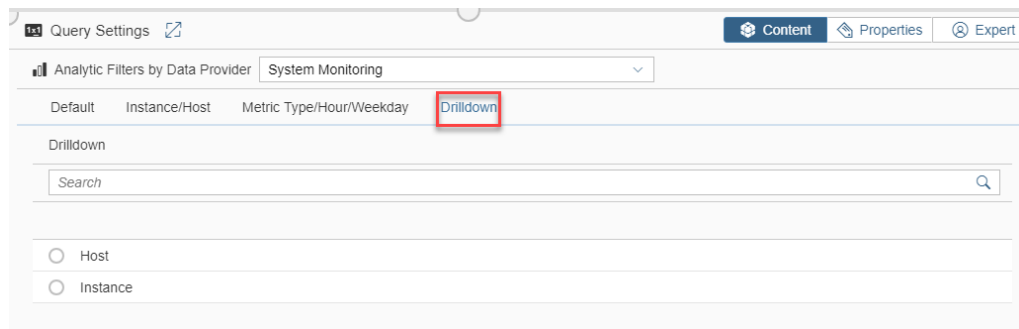 1x1 Query Settings Content Properties Expert
Analytic Filters by Data Provider System Monitoring
Default Instance/Host Metric Type/Hour/Weekday Drilldown
Drilldown
Search
Host
Instance